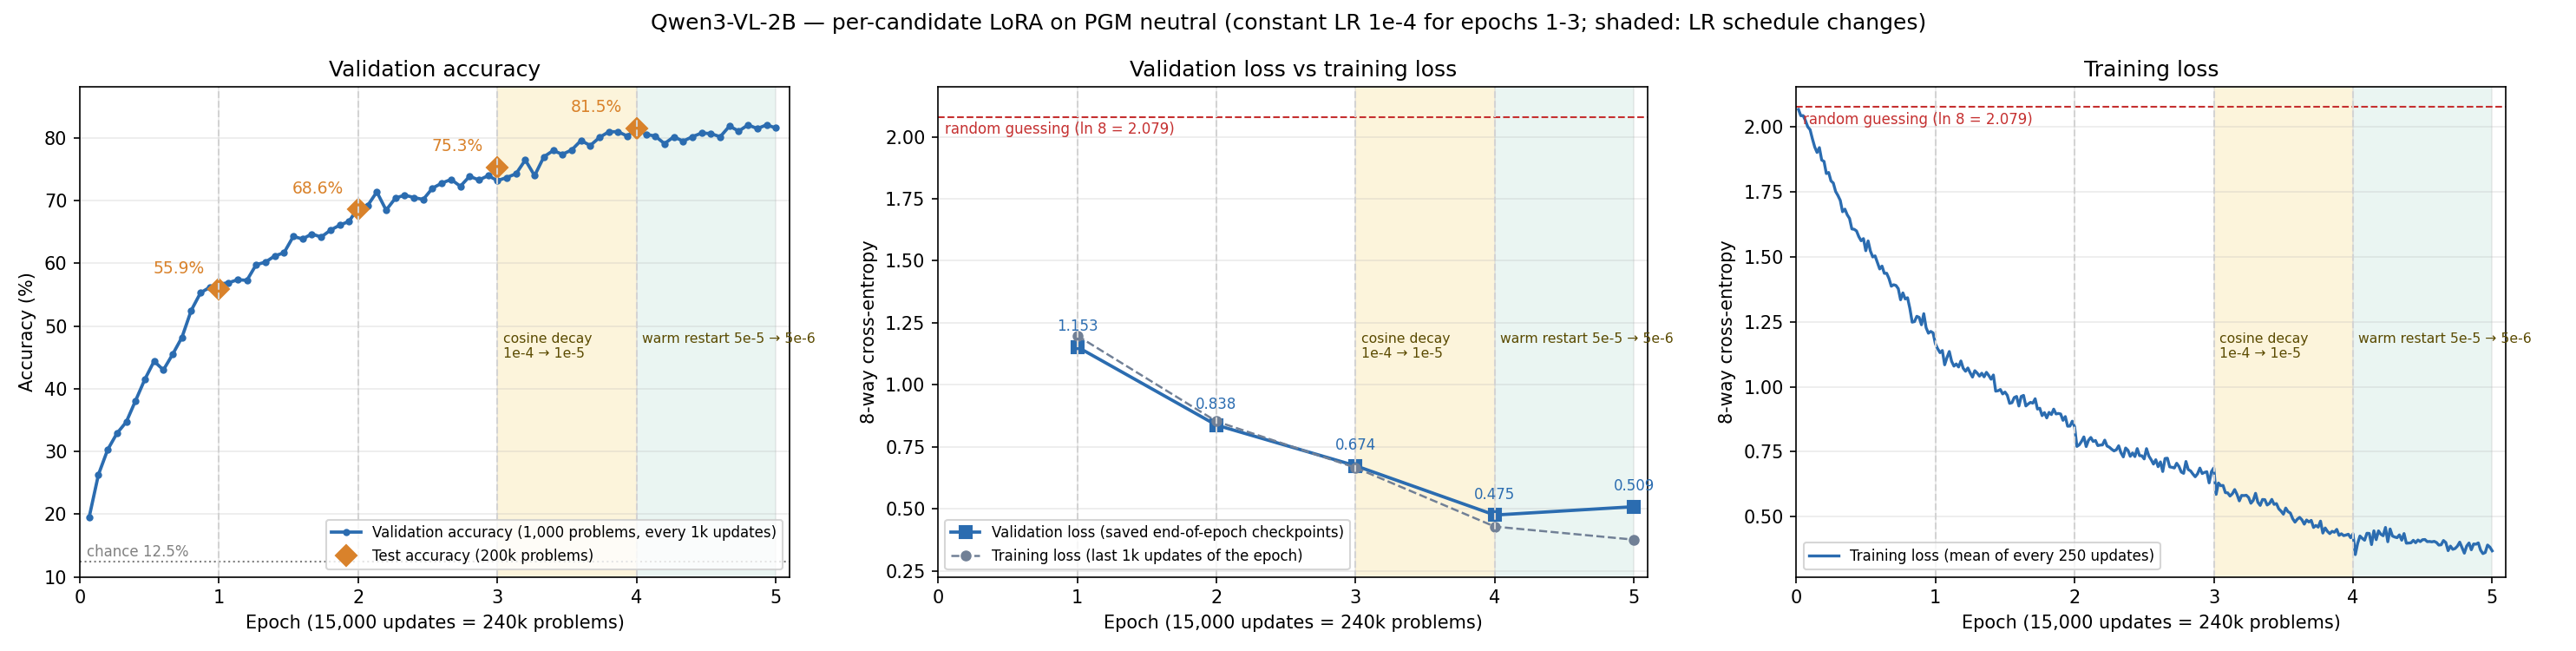 Qwen3-VL-2B — per-candidate LoRA on PGM neutral (constant LR 1e-4 for epochs 1-3; shaded: LR schedule changes)
Validation accuracy
Accuracy (%)
80
70
60
50
40
30
20
10
55.9%
68.6%
75.3%
81.5%
cosine decay
1e-4 → 1e-5
warm restart 5e-5 → 5e-6
chance 12.5%
Validation accuracy (1,000 problems, every 1k updates)
Test accuracy (200k problems)
0 1 2 3 4 5
Epoch (15,000 updates = 240k problems)
Validation loss vs training loss
8-way cross-entropy
2.00
1.75
1.50
1.25
1.00
0.75
0.50
0.25
random guessing (ln 8 = 2.079)
1.153
0.838
0.674
0.475
0.509
cosine decay
1e-4 → 1e-5
warm restart 5e-5 → 5e-6
Validation loss (saved end-of-epoch checkpoints)
Training loss (last 1k updates of the epoch)
0 1 2 3 4 5
Epoch (15,000 updates = 240k problems)
Training loss
8-way cross-entropy
2.00
1.75
1.50
1.25
1.00
0.75
0.50
random guessing (ln 8 = 2.079)
cosine decay
1e-4 → 1e-5
warm restart 5e-5 → 5e-6
Training loss (mean of every 250 updates)
0 1 2 3 4 5
Epoch (15,000 updates = 240k problems)